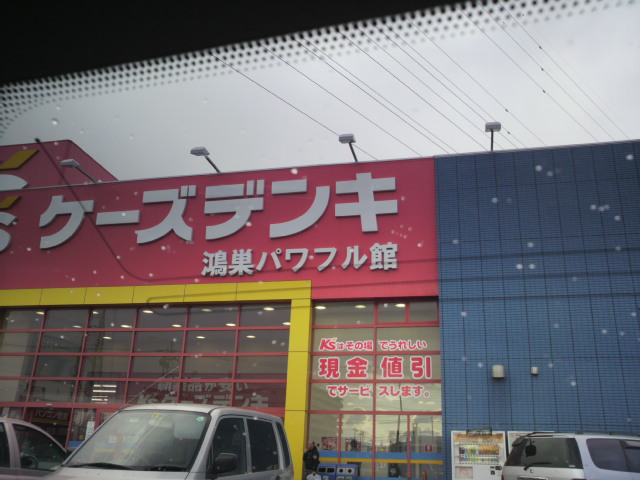 ケーズデンキ
鴻巣パワフル館
K'sはその場でうれしい
現金値引
でサービスします。